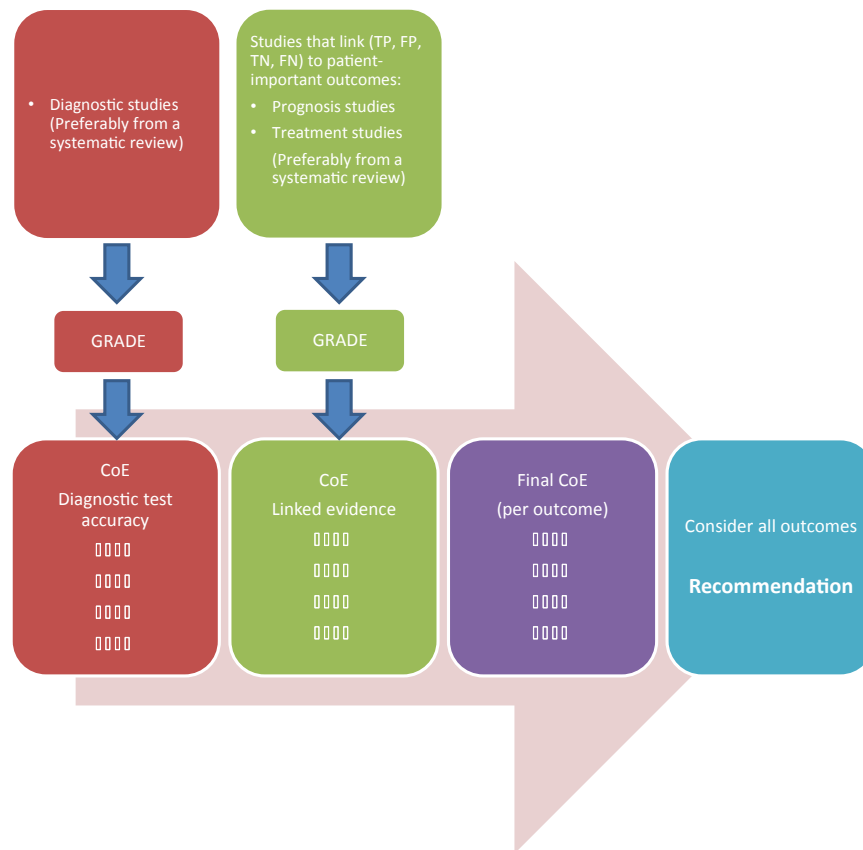 • Diagnostic studies
(Preferably from a
systematic review)
Studies that link (TP, FP,
TN, FN) to patient-
important outcomes:
• Prognosis studies
• Treatment studies
(Preferably from a
systematic review)
GRADE
GRADE
CoE
Diagnostic test
accuracy
CoE
Linked evidence
Final CoE
(per outcome)
Consider all outcomes
Recommendation